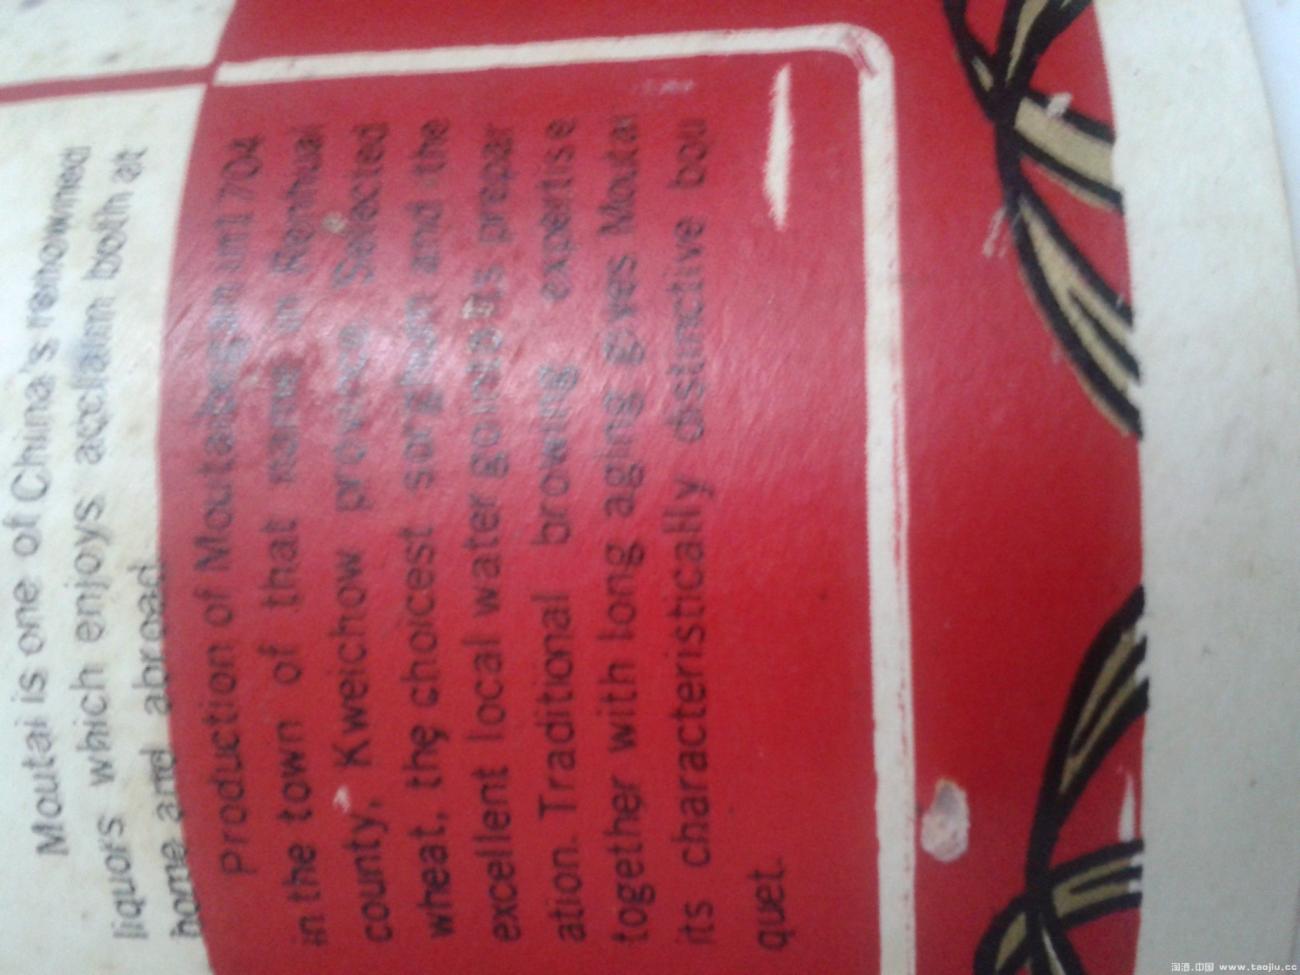 Moutai is one of China's renowned
liquors which enjoys acclaim both at
home and abroad.
Production of Moutai began in 1704
in the town of that name in Renhuai
county, Kweichow province. Selected
wheat, the choicest sorghum and the
excellent local water go into its prepar
ation. Traditional browing expertise
together with long aging gives Moutai
its characteristically distinctive bou
quet.
淘酒.中国 www.taojiu.cc